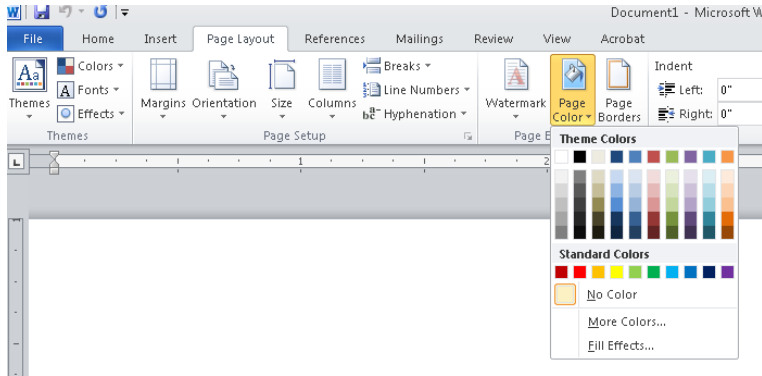 Document1 - Microsoft W
File Home Insert Page Layout References Mailings Review View Acrobat
Themes
Colors
Fonts
Effects
Themes
Margins
Orientation
Size
Columns
Breaks
Line Numbers
Hyphenation
Page Setup
Watermark
Page Color
Page Borders
Page B
Indent
Left: 0"
Right: 0"
Theme Colors
Standard Colors
No Color
More Colors...
Fill Effects...
1
2